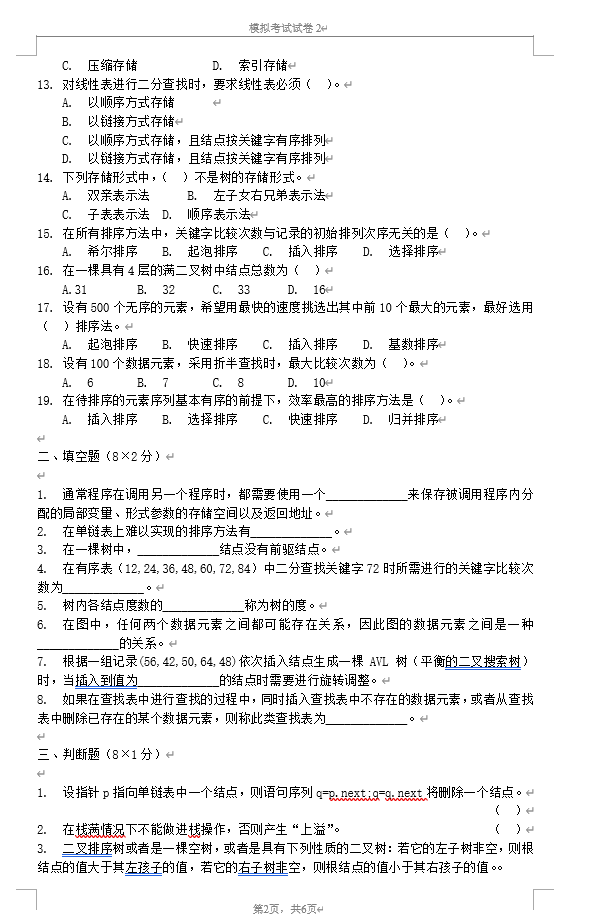 模拟考试试卷 2
C. 压缩存储 D. 索引存储
13. 对线性表进行二分查找时，要求线性表必须（ ）。
A. 以顺序方式存储
B. 以链接方式存储
C. 以顺序方式存储，且结点按关键字有序排列
D. 以链接方式存储，且结点按关键字有序排列
14. 下列存储形式中，（ ）不是树的存储形式。
A. 双亲表示法 B. 左子女右兄弟表示法
C. 子表表示法 D. 顺序表示法
15. 在所有排序方法中，关键字比较次数与记录的初始排列次序无关的是（ ）。
A. 希尔排序 B. 起泡排序 C. 插入排序 D. 选择排序
16. 在一棵具有 4 层的满二叉树中结点总数为（ ）
A.31 B. 32 C. 33 D. 16
17. 设有 500 个无序的元素，希望用最快的速度挑选出其中前 10 个最大的元素，最好选用
（ ）排序法。
A. 起泡排序 B. 快速排序 C. 插入排序 D. 基数排序
18. 设有 100 个数据元素，采用折半查找时，最大比较次数为（ ）。
A. 6 B. 7 C. 8 D. 10
19. 在待排序的元素序列基本有序的前提下，效率最高的排序方法是（ ）。
A. 插入排序 B. 选择排序 C. 快速排序 D. 归并排序
二、填空题（8×2 分）
1. 通常程序在调用另一个程序时，都需要使用一个_____________来保存被调用程序内分
配的局部变量、形式参数的存储空间以及返回地址。
2. 在单链表上难以实现的排序方法有_____________。
3. 在一棵树中，_____________结点没有前驱结点。
4. 在有序表（12,24,36,48,60,72,84）中二分查找关键字 72 时所需进行的关键字比较次
数为_____________。
5. 树内各结点度数的_____________称为树的度。
6. 在图中，任何两个数据元素之间都可能存在关系，因此图的数据元素之间是一种
_____________的关系。
7. 根据一组记录(56,42,50,64,48)依次插入结点生成一棵 AVL 树（平衡的二叉搜索树）
时，当插入到值为_____________的结点时需要进行旋转调整。
8. 如果在查找表中进行查找的过程中，同时插入查找表中不存在的数据元素，或者从查找
表中删除已存在的某个数据元素，则称此类查找表为_____________。
三、判断题（8×1 分）
1. 设指针 p 指向单链表中一个结点，则语句序列 q=p.next;q=q.next 将删除一个结点。
（ ）
2. 在栈满情况下不能做进栈操作，否则产生“上溢”。 （ ）
3. 二叉排序树或者是一棵空树，或者是具有下列性质的二叉树：若它的左子树非空，则根
结点的值大于其左孩子的值，若它的右子树非空，则根结点的值小于其右孩子的值。。
第2页，共6页